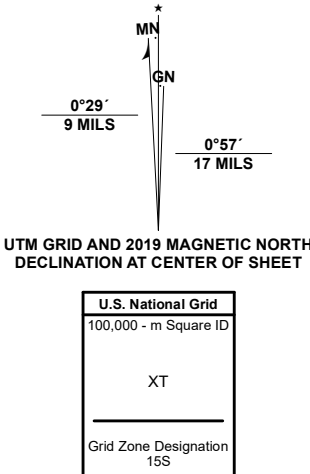 ★
MN
GN
0°29´
9 MILS
0°57´
17 MILS
UTM GRID AND 2019 MAGNETIC NORTH
DECLINATION AT CENTER OF SHEET
U.S. National Grid
100,000 - m Square ID
XT
Grid Zone Designation
15S